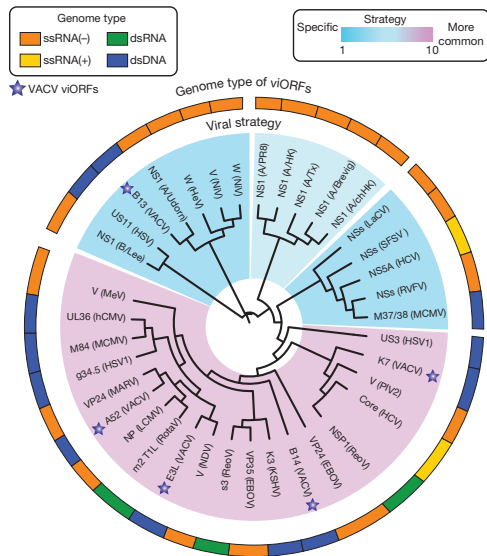 Genome type
ssRNA(–)
dsRNA
ssRNA(+)
dsDNA
VACV viORFs
Strategy
Specific
More common
1
10
Genome type of viORFs
Viral strategy
NS1 (B/Lee)
US11 (HSV)
NS1 (A/Udorn)
B13 (VACV)
W (HeV)
V (NiV)
W (NiV)
NS1 (A/PR8)
NS1 (A/HK)
NS1 (A/Tx)
NS1 (A/Brevig)
NS1 (A/chHK)
NSs (LaCV)
NSs (SFSV)
NS5A (HCV)
NSs (RVFV)
M37/38 (MCMV)
US3 (HSV1)
K7 (VACV)
V (PIV2)
Core (HCV)
NSP1(ReoV)
VP24 (EBOV)
B14 (VACV)
K3 (KSHV)
VP35 (EBOV)
s3 (ReoV)
V (NDV)
E3L (VACV)
m2 T1L (RotaV)
NP (LCMV)
A52 (VACV)
VP24 (MARV)
g34.5 (HSV1)
M84 (MCMV)
UL36 (hCMV)
V (MeV)